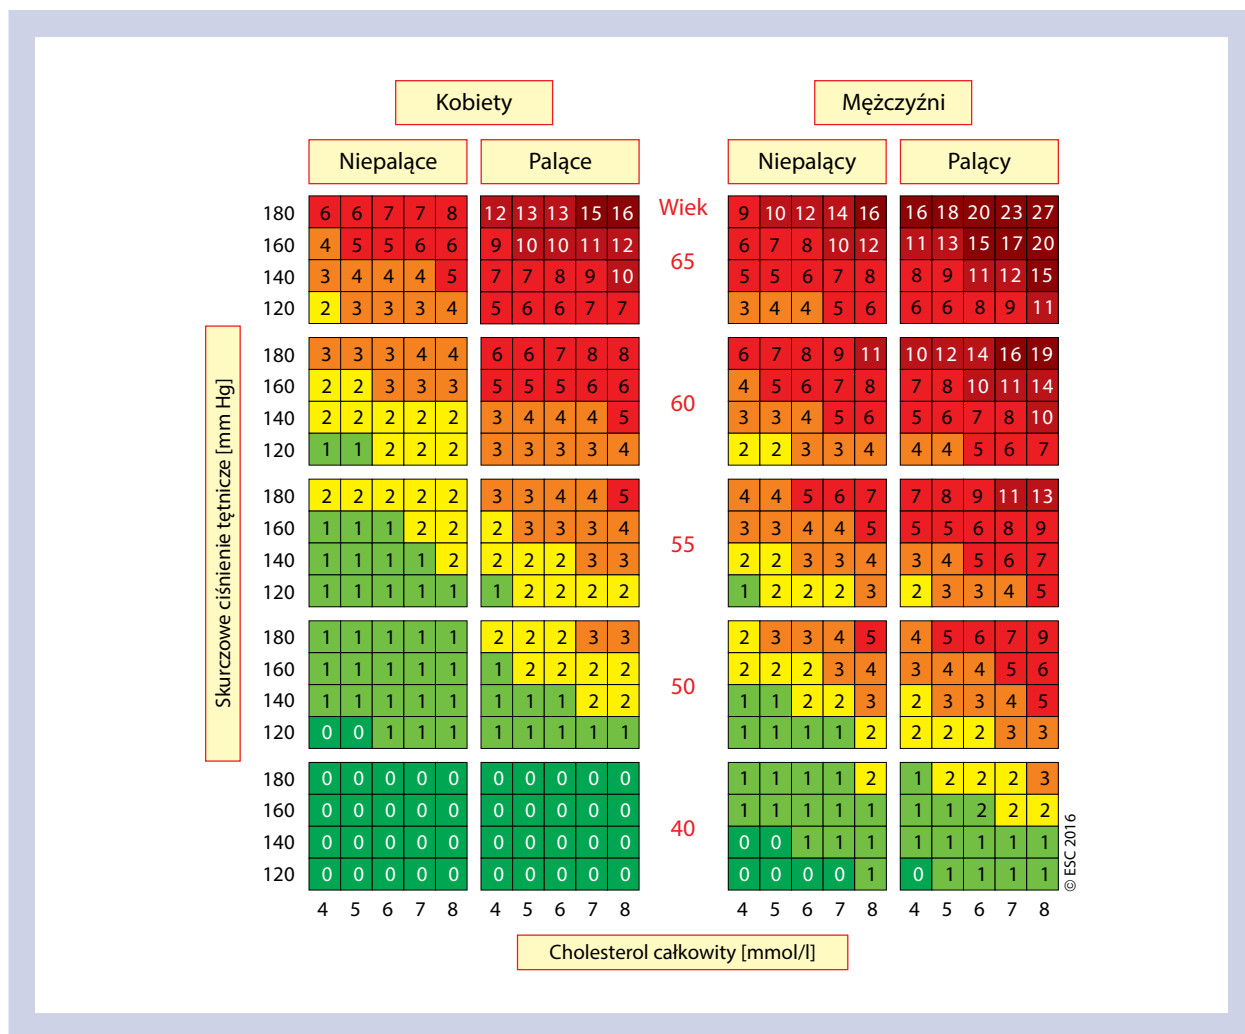 Kobiety Mężczyźni
Niepalące Palące Niepalący Palący
Wiek
180 6 6 7 7 8 12 13 13 15 16 9 10 12 14 16 16 18 20 23 27
160 4 5 5 6 6 9 10 10 11 12 6 7 8 10 12 11 13 15 17 20
65
140 3 4 4 4 5 7 7 8 9 10 5 5 6 7 8 8 9 11 12 15
120 2 3 3 3 4 5 6 6 7 7 3 4 4 5 6 6 6 8 9 11
180 3 3 3 4 4 6 6 7 8 8 6 7 8 9 11 10 12 14 16 19
160 2 2 3 3 3 5 5 5 6 6 4 5 6 7 8 7 8 10 11 14
60
140 2 2 2 2 2 3 4 4 4 5 3 3 4 5 6 5 6 7 8 10
120 1 1 2 2 2 3 3 3 3 4 2 2 3 3 4 4 4 5 6 7
180 2 2 2 2 2 3 3 4 4 5 4 4 5 6 7 7 8 9 11 13
160 1 1 1 2 2 2 3 3 3 4 3 3 4 4 5 5 5 6 8 9
55
140 1 1 1 1 2 2 2 2 3 3 2 2 3 3 4 3 4 5 6 7
120 1 1 1 1 1 1 2 2 2 2 1 2 2 2 3 2 3 3 4 5
180 1 1 1 1 1 2 2 2 3 3 2 3 3 4 5 4 5 6 7 9
160 1 1 1 1 1 1 2 2 2 2 2 2 2 3 4 3 4 4 5 6
50
140 1 1 1 1 1 1 1 1 2 2 1 1 2 2 3 2 3 3 4 5
120 0 0 1 1 1 1 1 1 1 1 1 1 1 1 2 2 2 2 3 3
180 0 0 0 0 0 0 0 0 0 0 1 1 1 1 2 1 2 2 2 3
160 0 0 0 0 0 0 0 0 0 0 1 1 1 1 1 1 1 2 2 2
40
140 0 0 0 0 0 0 0 0 0 0 0 0 1 1 1 1 1 1 1 1
120 0 0 0 0 0 0 0 0 0 0 0 0 0 0 1 0 1 1 1 1
4 5 6 7 8 4 5 6 7 8 4 5 6 7 8 4 5 6 7 8
Skurczowe ciśnienie tętnicze [mm Hg]
Cholesterol całkowity [mmol/l]
© ESC 2016